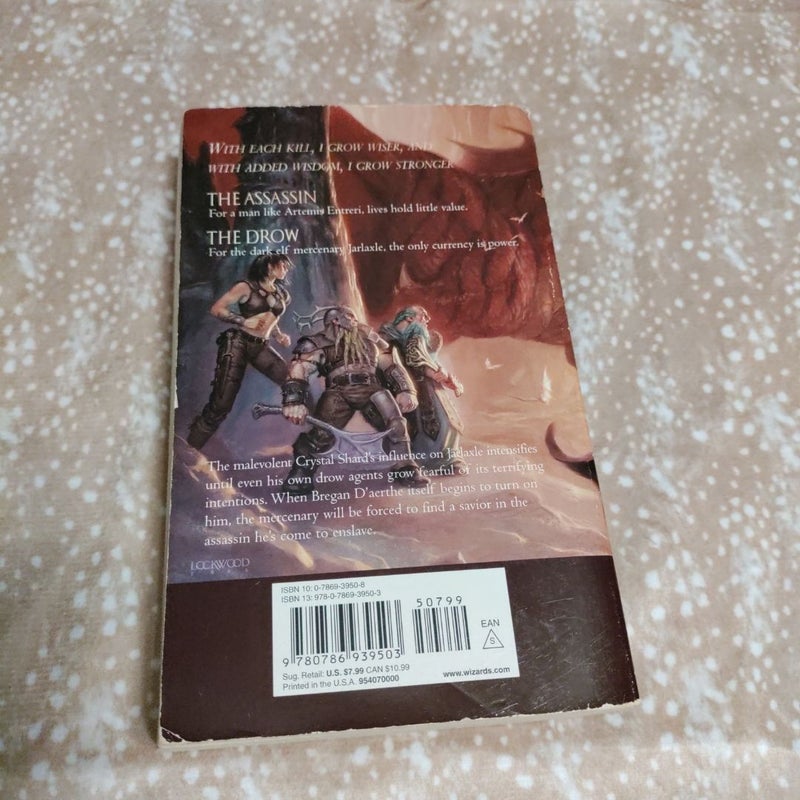 WITH EACH KILL, I GROW WISER, AND
WITH ADDED WISDOM, I GROW STRONGER
THE ASSASSIN
For a man like Artemis Entreri, lives hold little value.
THE DROW
For the dark elf mercenary Jarlaxle, the only currency is power.
The malevolent Crystal Shard's influence on Jarlaxle intensifies
until even his own drow agents grow fearful of its terrifying
intentions. When Bregan D'aerthe itself begins to turn on
him, the mercenary will be forced to find a savior in the
assassin he's come to enslave.
LOCKWOOD
ISBN 10: 0-7869-3950-8
ISBN 13: 978-0-7869-3950-3
50799
EAN
S
9 780786 939503
Sug. Retail: U.S. $7.99 CAN $10.99
Printed in the U.S.A. 954070000
www.wizards.com